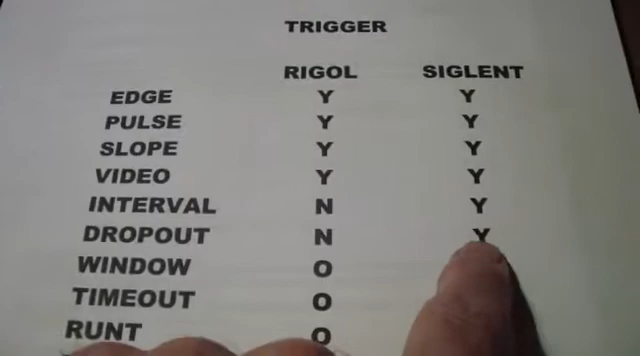 TRIGGER
RIGOL SIGLENT
EDGE Y Y
PULSE Y Y
SLOPE Y Y
VIDEO Y Y
INTERVAL N Y
DROPOUT N Y
WINDOW O
TIMEOUT O
RUNT O